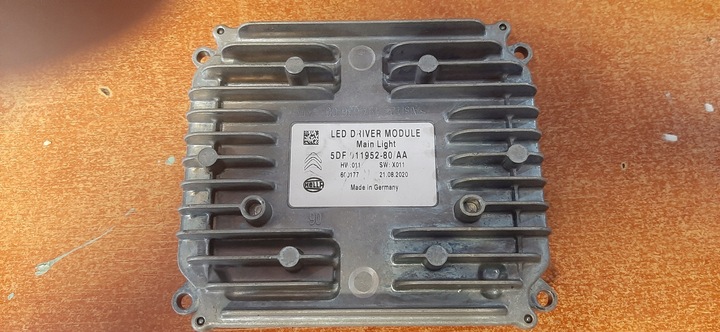 LED DRIVER MODULE
Main Light
5DF 011952-80 AA
HW: 011 SW: X011
21.08.2020
Made in Germany
HELLA